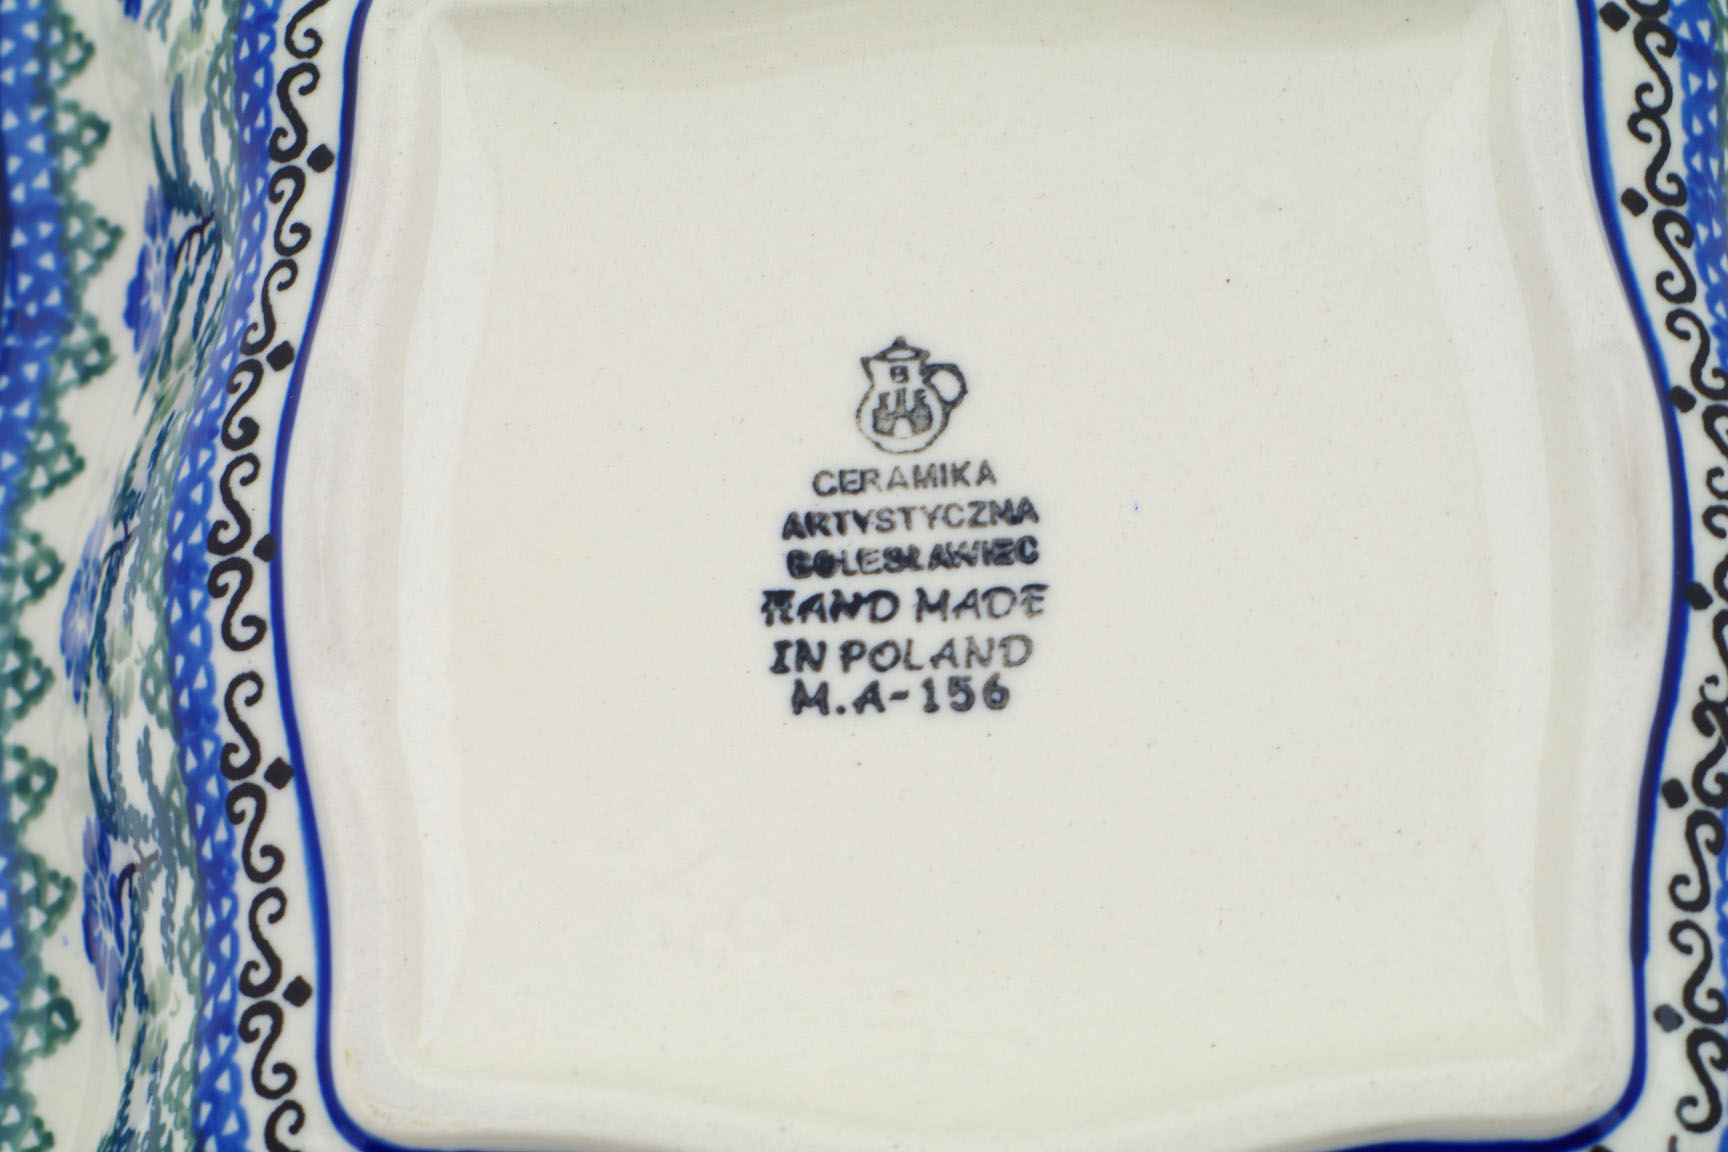 B
CERAMIKA
ARTYSTYCZNA
BOLESŁAWIEC
HAND MADE
IN POLAND
M.A-156